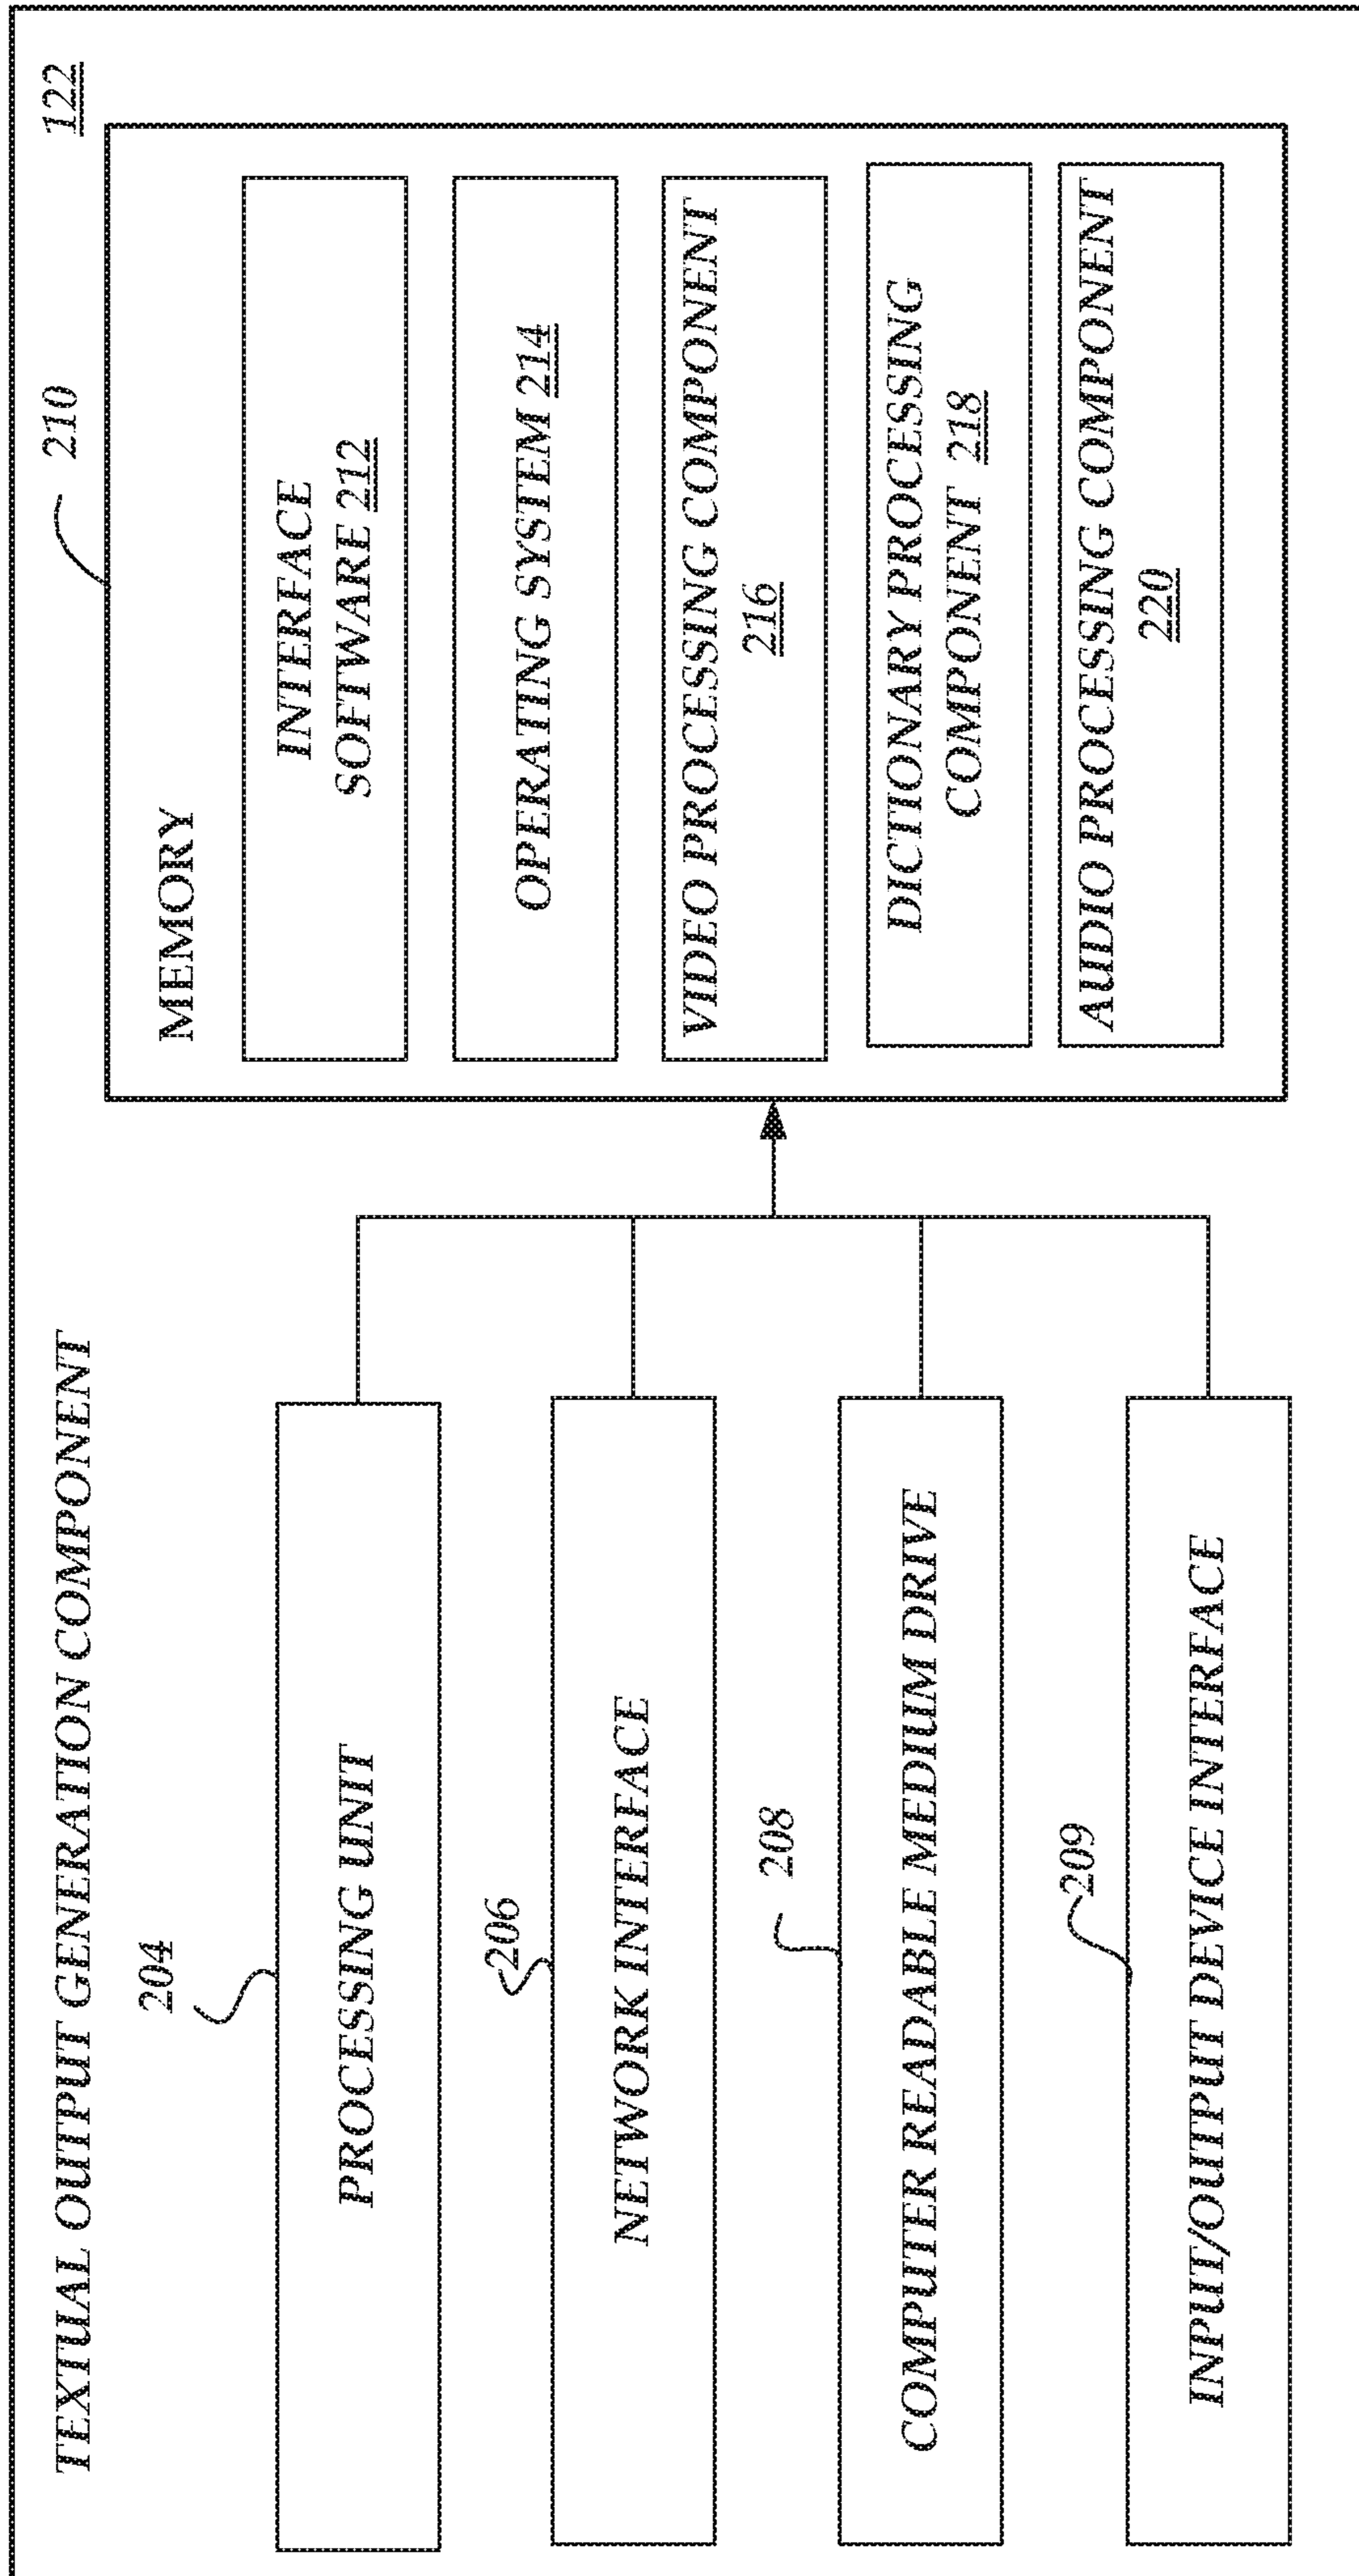 TEXTUAL OUTPUT GENERATION COMPONENT
122
204
PROCESSING UNIT
206
NETWORK INTERFACE
208
COMPUTER READABLE MEDIUM DRIVE
209
INPUT/OUTPUT DEVICE INTERFACE
210
MEMORY
INTERFACE
SOFTWARE 212
OPERATING SYSTEM 214
VIDEO PROCESSING COMPONENT
216
DICTIONARY PROCESSING
COMPONENT 218
AUDIO PROCESSING COMPONENT
220